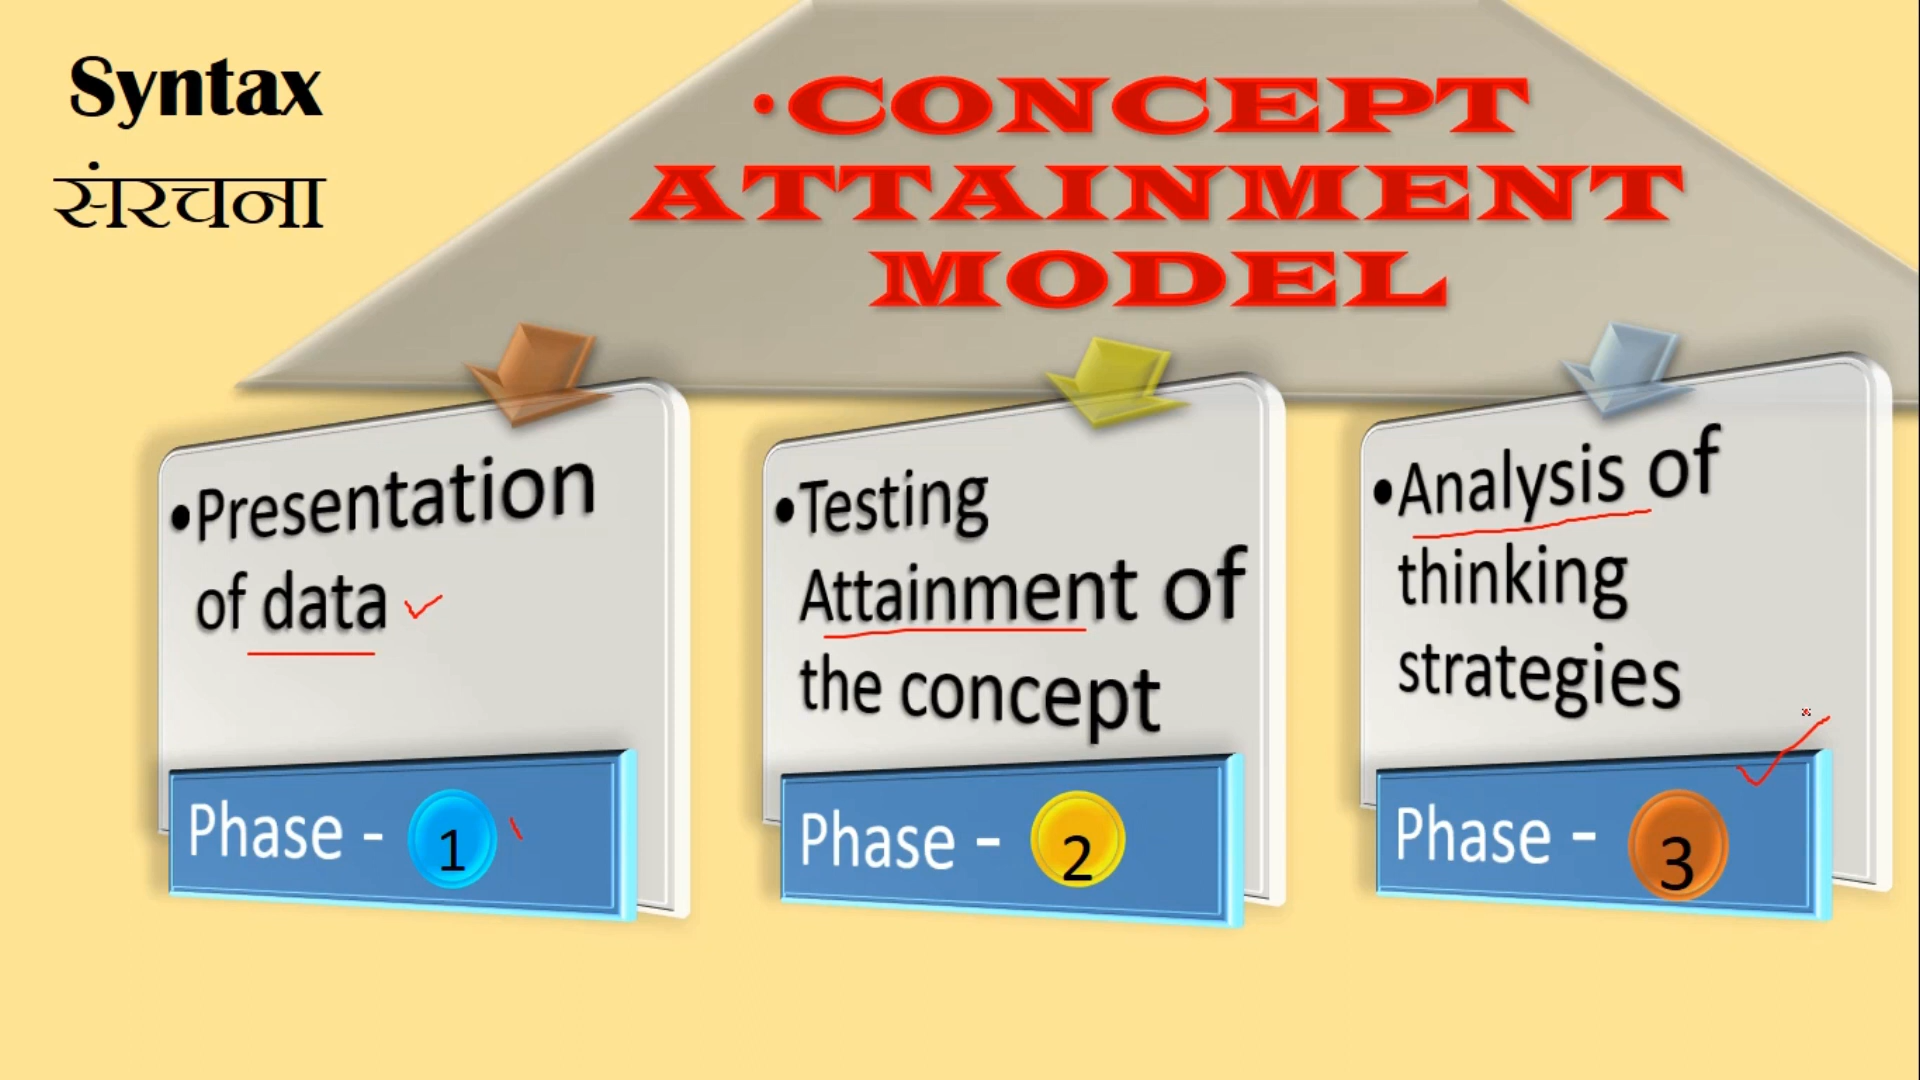 Syntax
संरचना
•CONCEPT
ATTAINMENT
MODEL
•Presentation
of data
Phase - 1
•Testing
Attainment of
the concept
Phase - 2
•Analysis of
thinking
strategies
Phase - 3